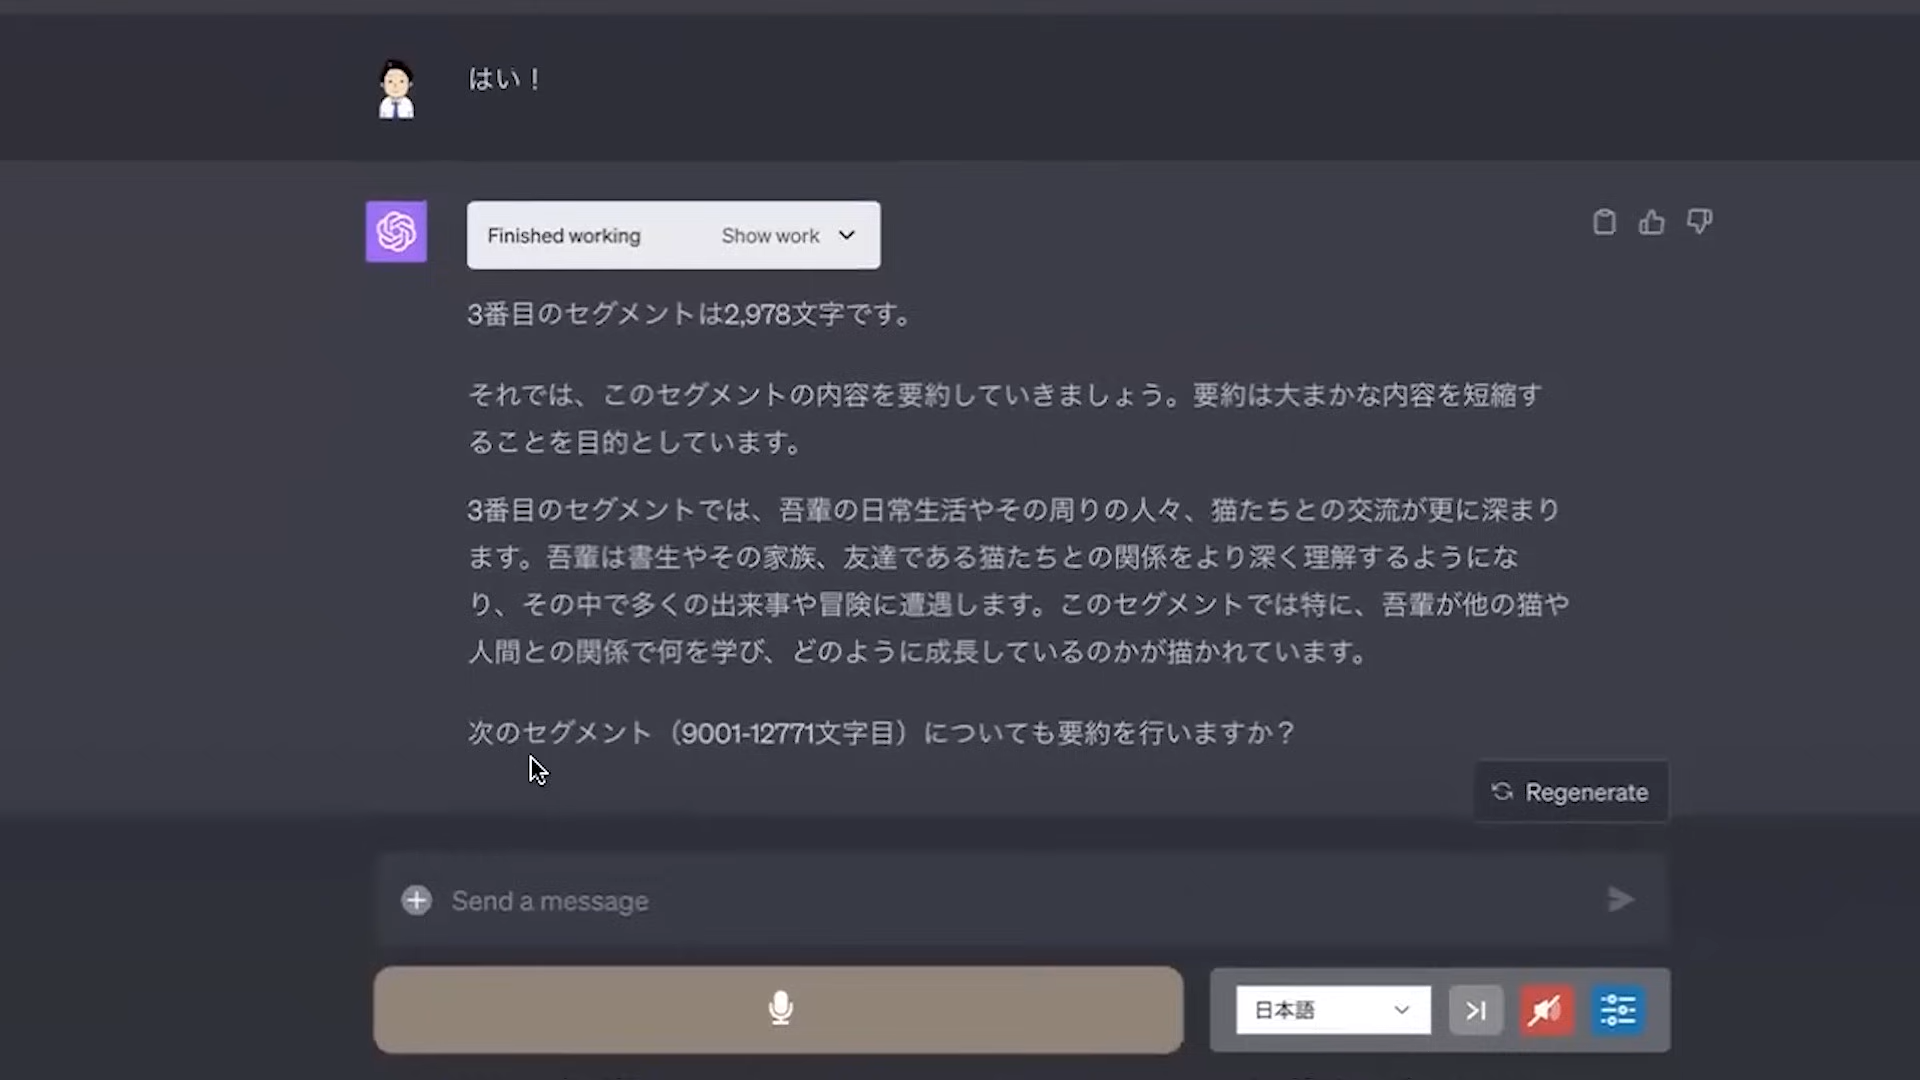 はい！
Finished working Show work
3番目のセグメントは2,978文字です。
それでは、このセグメントの内容を要約していきましょう。要約は大まかな内容を短縮す
ることを目的としています。
3番目のセグメントでは、吾輩の日常生活やその周りの人々、猫たちとの交流が更に深まり
ます。吾輩は書生やその家族、友達である猫たちとの関係をより深く理解するようにな
り、その中で多くの出来事や冒険に遭遇します。このセグメントでは特に、吾輩が他の猫や
人間との関係で何を学び、どのように成長しているのかが描かれています。
次のセグメント（9001-12771文字目）についても要約を行いますか？
Regenerate
Send a message
日本語